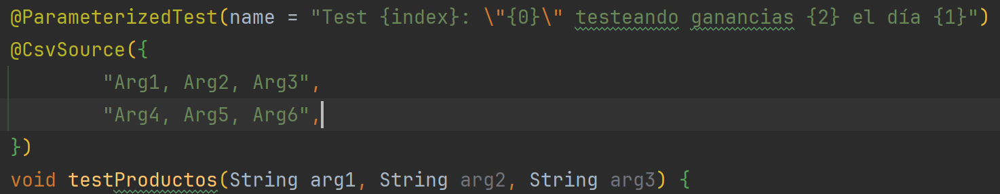 @ParameterizedTest(name = "Test {index}: \"{0}\" testeando ganancias {2} el día {1}")
@CsvSource({
"Arg1, Arg2, Arg3",
"Arg4, Arg5, Arg6",
})
void testProductos(String arg1, String arg2, String arg3) {